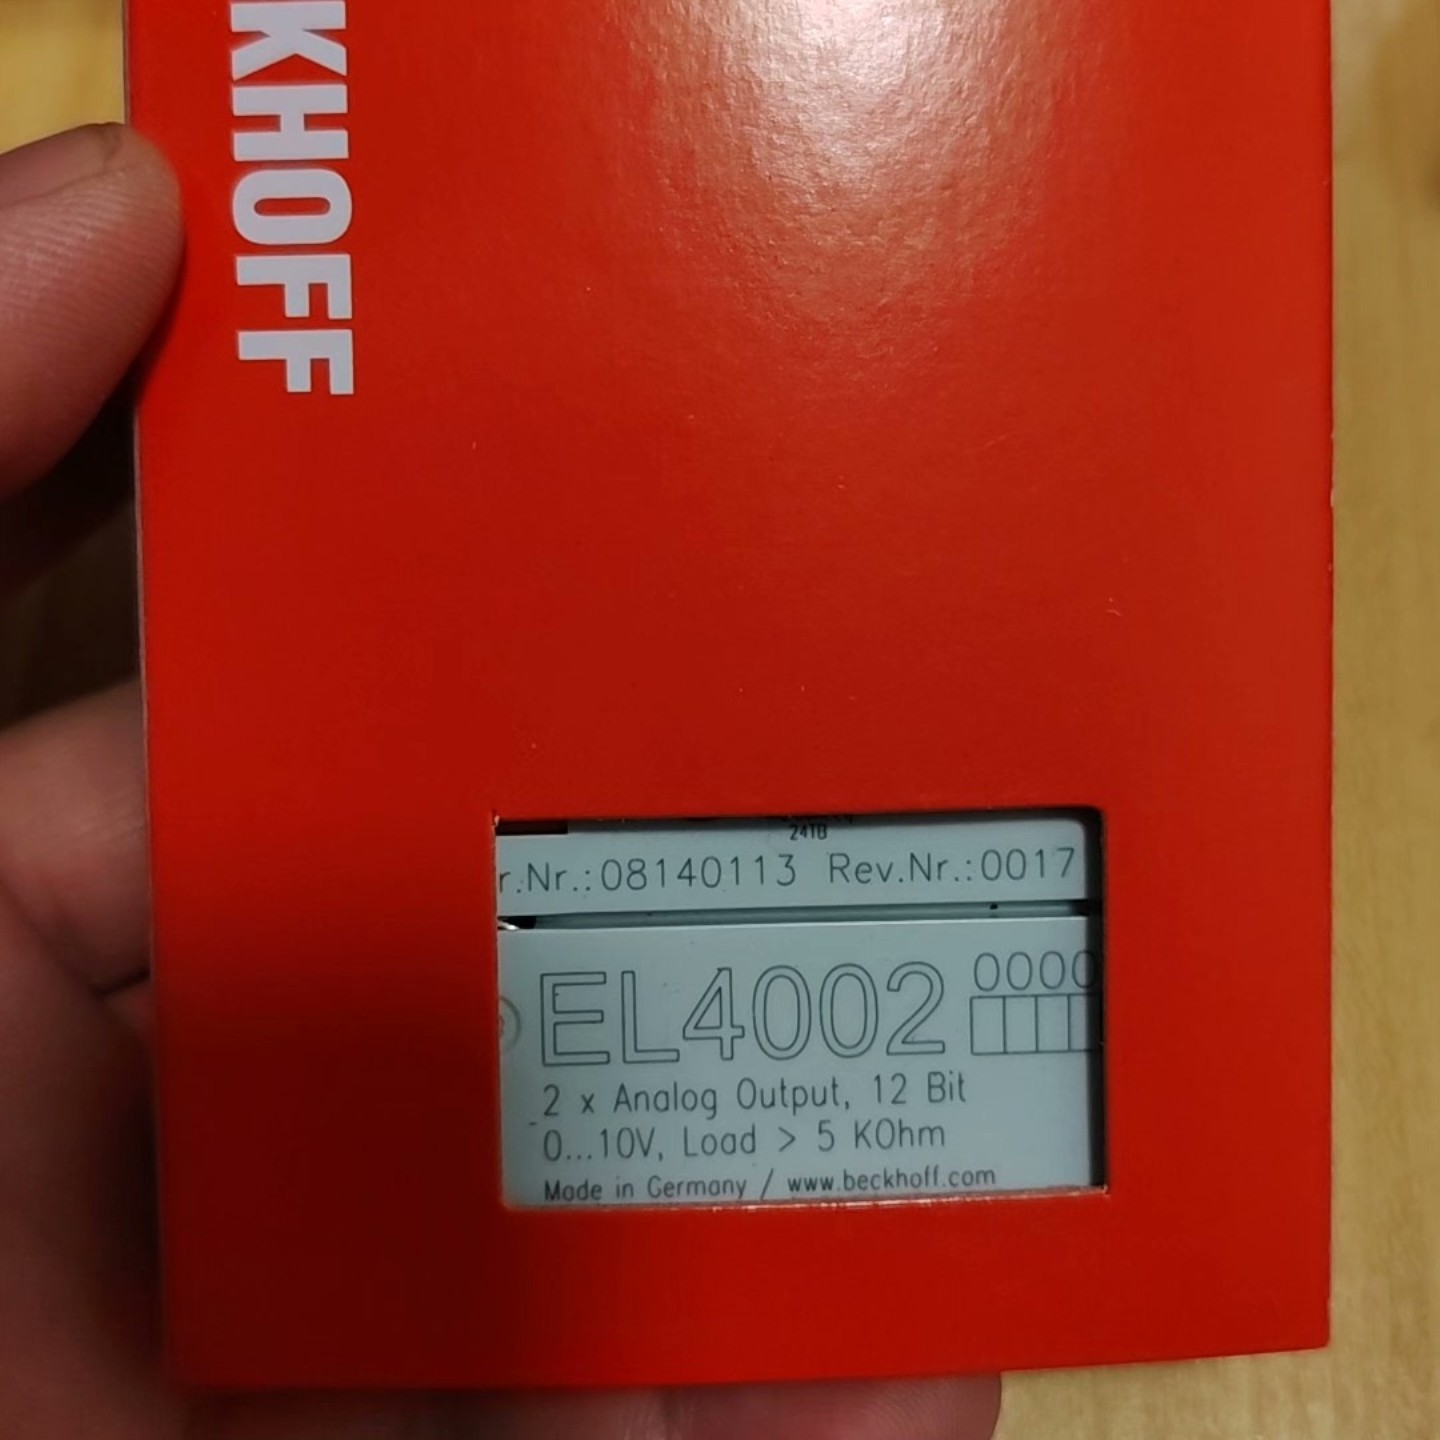 KHOFF
24TB
r.Nr.:08140113 Rev.Nr.:0017
EL4002
0000
2 x Analog Output, 12 Bit
0...10V, Load > 5 KOhm
Made in Germany / www.beckhoff.com